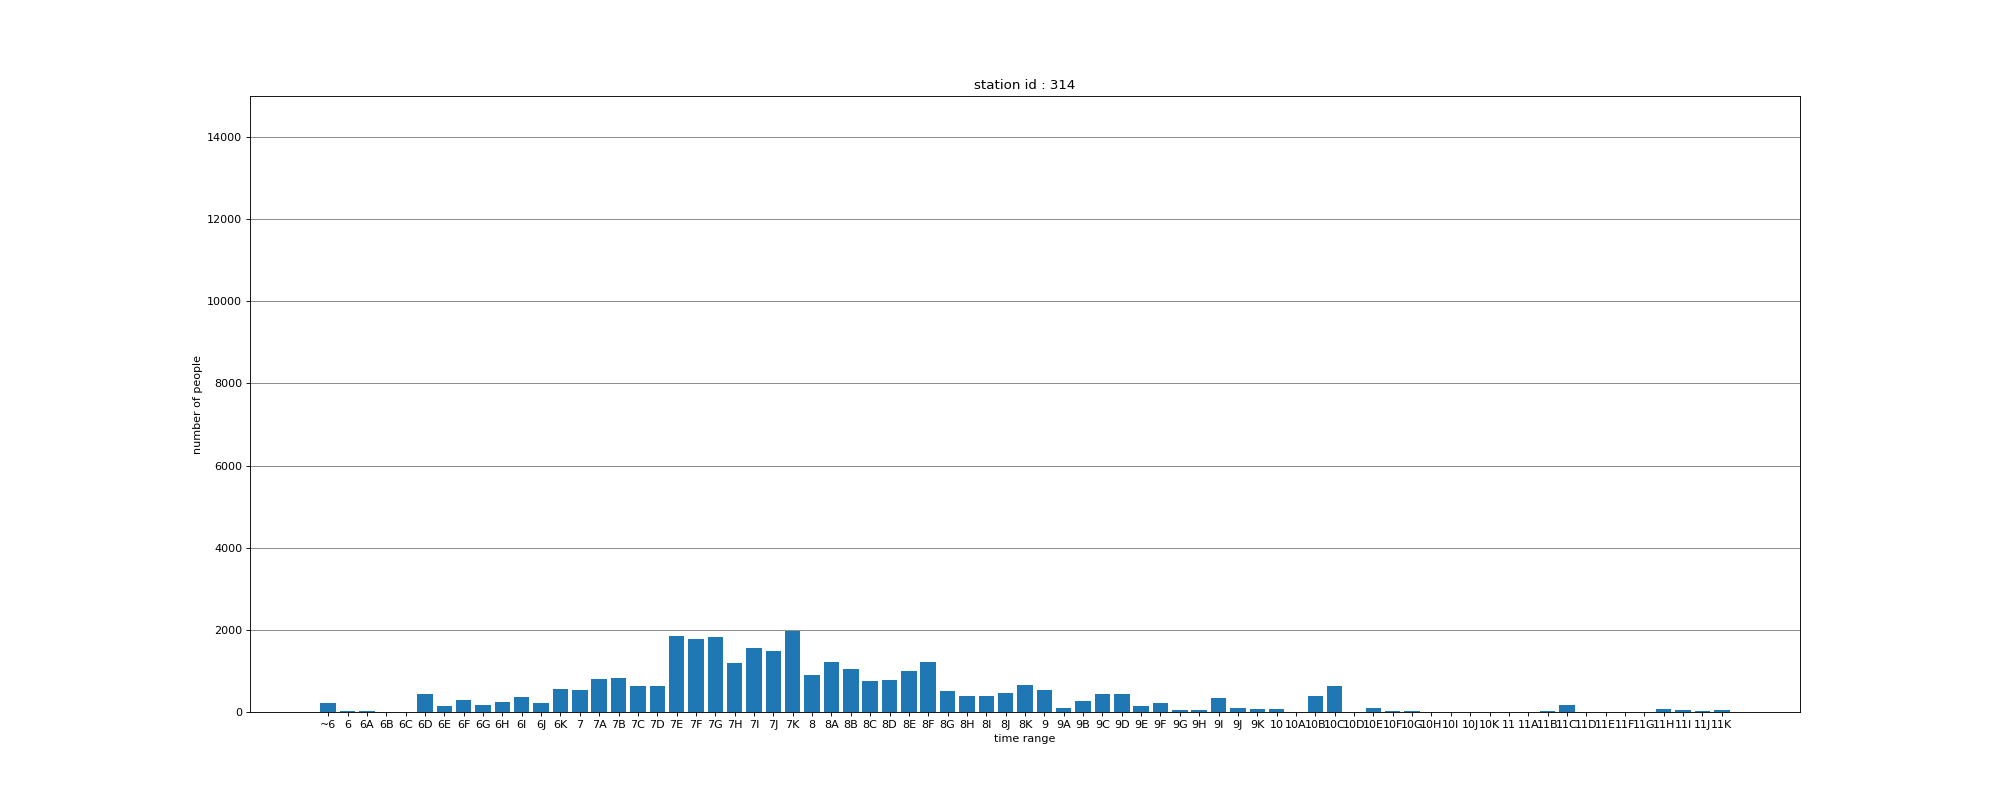 station id : 314
14000
12000
10000
8000
6000
4000
2000
0
number of people
~6 6 6A 6B 6C 6D 6E 6F 6G 6H 6I 6J 6K 7 7A 7B 7C 7D 7E 7F 7G 7H 7I 7J 7K 8 8A 8B 8C 8D 8E 8F 8G 8H 8I 8J 8K 9 9A 9B 9C 9D 9E 9F 9G 9H 9I 9J 9K 10 10A 10B 10C 10D 10E 10F 10G 10H 10I 10J 10K 11 11A 11B 11C 11D 11E 11F 11G 11H 11I 11J 11K
time range